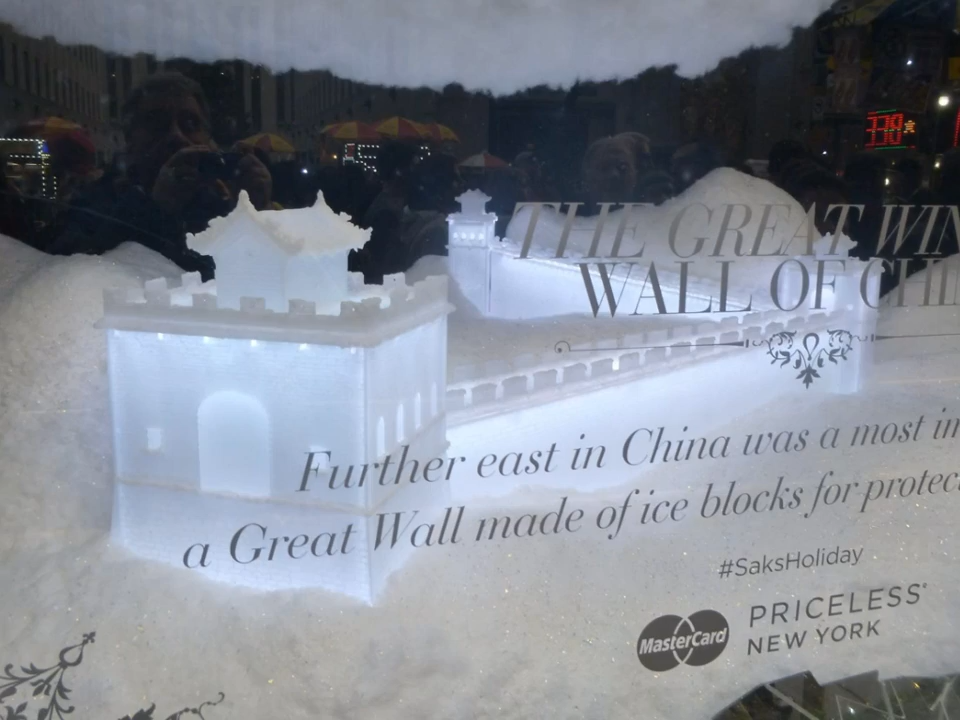 THE GREAT WIN
WALL OF CHI
Further east in China was a most in
a Great Wall made of ice blocks for protec
#SaksHoliday
MasterCard
PRICELESS
NEW YORK